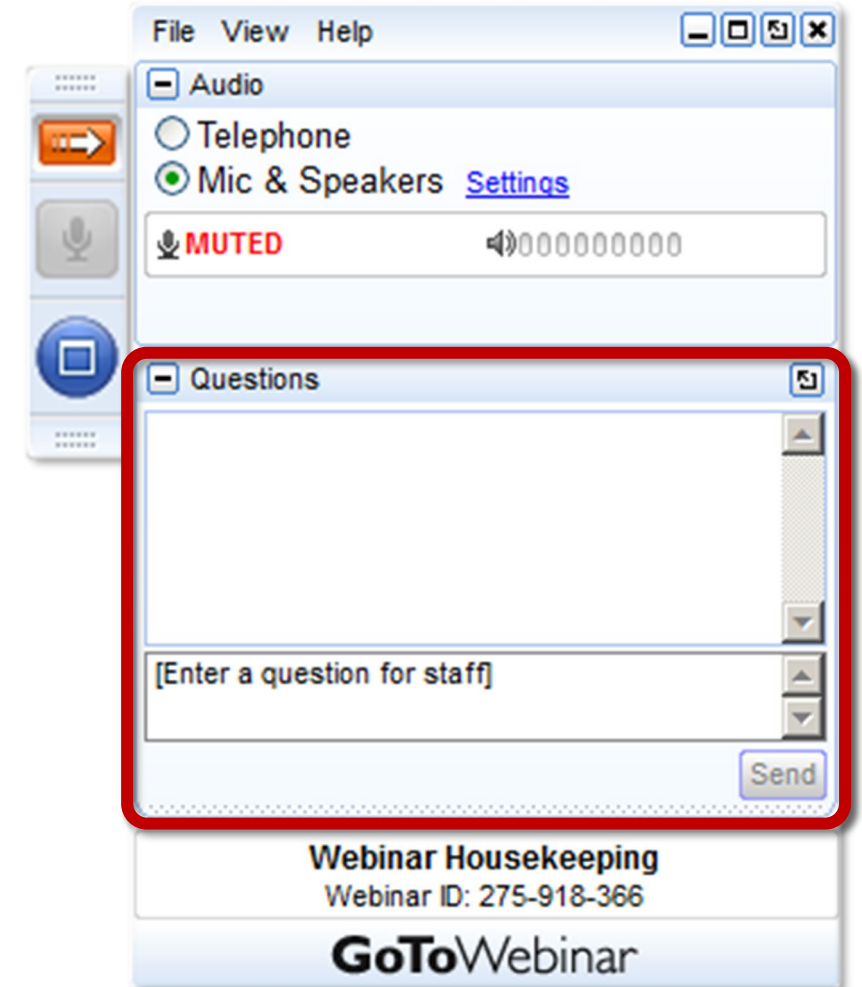 File View Help
Audio
Telephone
Mic & Speakers Settings
MUTED
Questions
[Enter a question for staff]
Send
Webinar Housekeeping
Webinar ID: 275-918-366
GoToWebinar